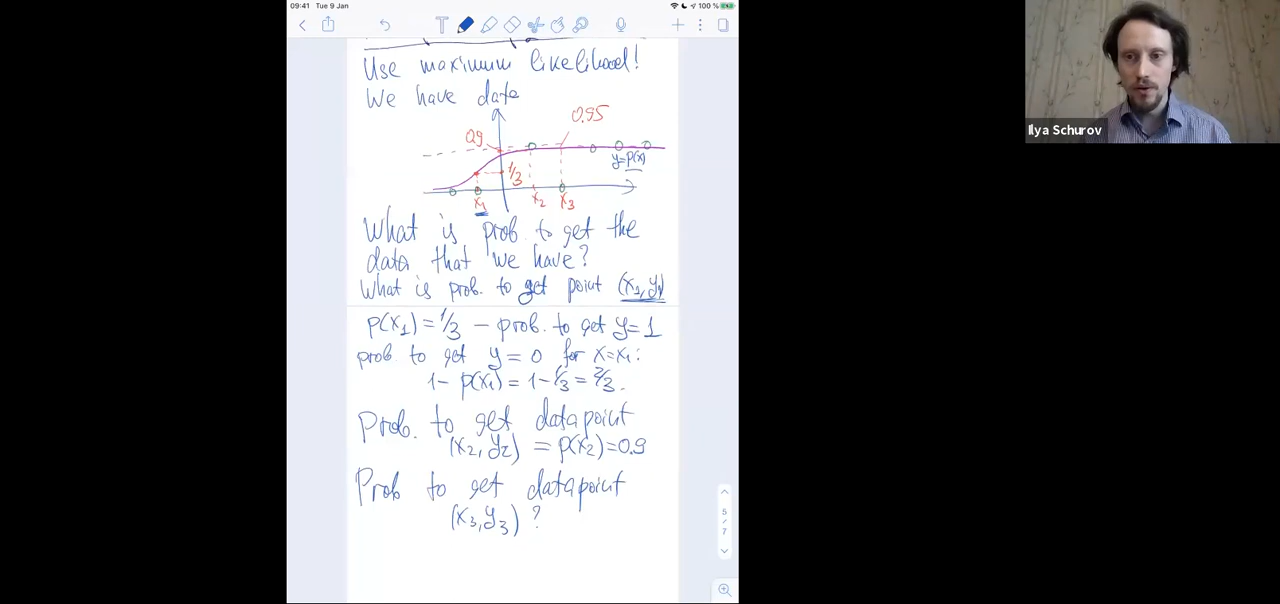 09:41 Tue 9 Jan
100 %
Use maximum likelihood!
We have data
0.95
0.9
1/3
y=p(x)
x₁ x₂ x₃
What is prob. to get the
data that we have?
What is prob. to get point (x₁,y₁)
p(x₁) = 1/3 – prob. to get y=1
prob. to get y = 0 for x=x₁:
1 - p(x₁) = 1 - 1/3 = 2/3.
Prob. to get datapoint
(x₂, y₂) = p(x₂) = 0.9
Prob to get datapoint
(x₃, y₃) ?
5
/
7
Ilya Schurov